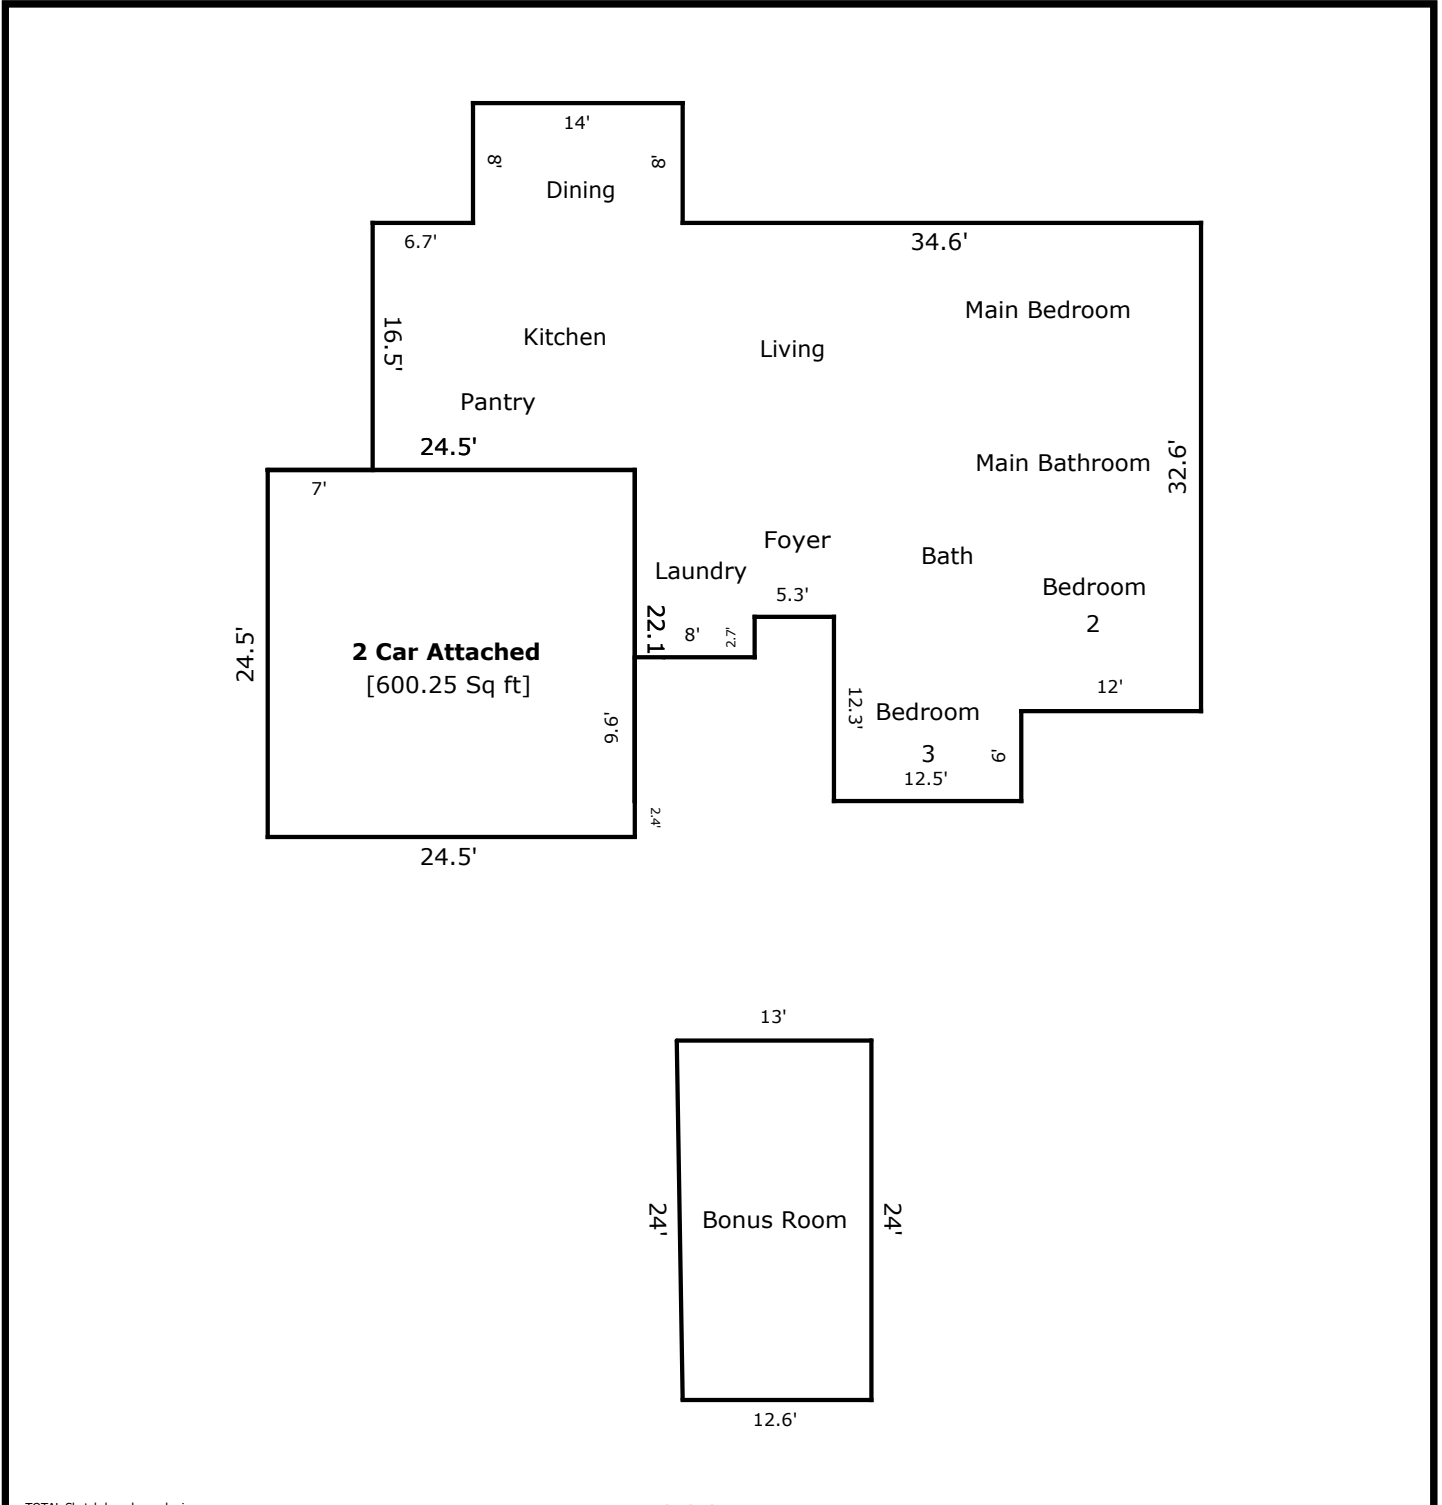 14'
8'
8'
Dining
6.7'
34.6'
Main Bedroom
16.5'
Kitchen
Living
Pantry
24.5'
Main Bathroom
32.6'
7'
Foyer
Bath
Laundry
Bedroom
2
5.3'
22.1
8'
2.7'
24.5'
2 Car Attached
[600.25 Sq ft]
12'
12.3'
Bedroom
3
9.6'
6'
12.5'
2.4'
24.5'
13'
24'
Bonus Room
24'
12.6'